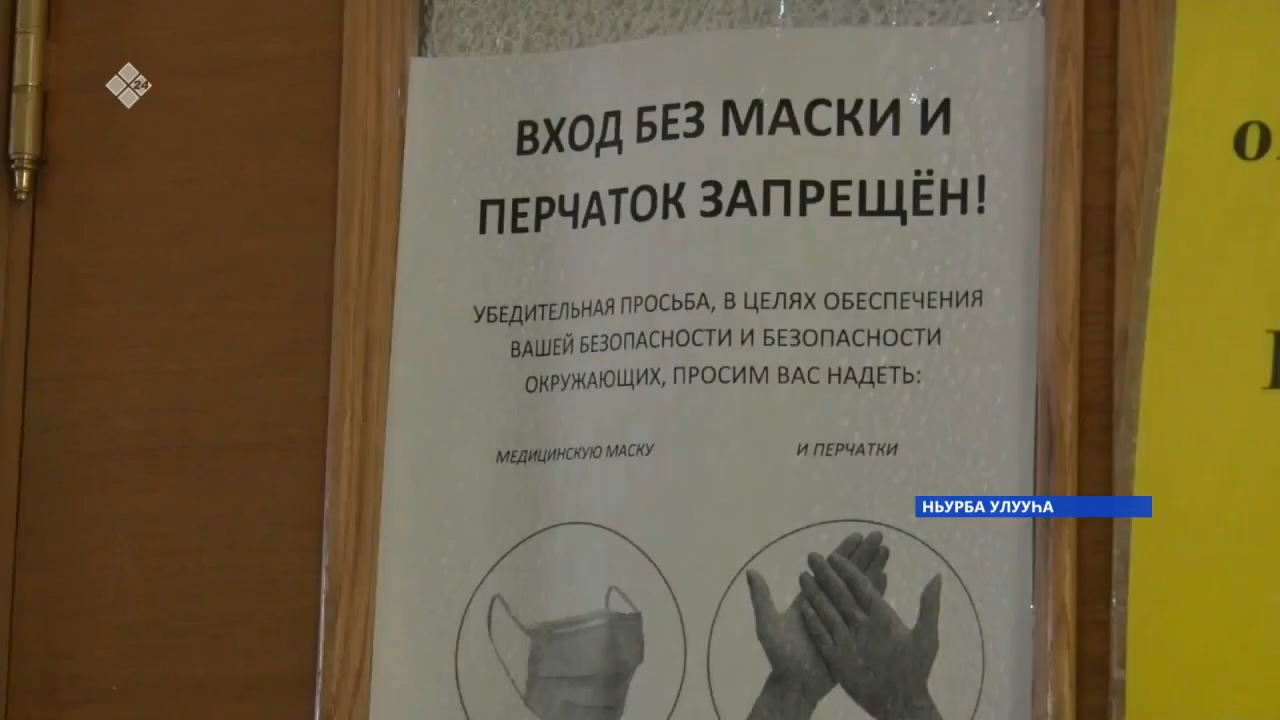 24
ВХОД БЕЗ МАСКИ И
ПЕРЧАТОК ЗАПРЕЩЁН!
УБЕДИТЕЛЬНАЯ ПРОСЬБА, В ЦЕЛЯХ ОБЕСПЕЧЕНИЯ
ВАШЕЙ БЕЗОПАСНОСТИ И БЕЗОПАСНОСТИ
ОКРУЖАЮЩИХ, ПРОСИМ ВАС НАДЕТЬ:
МЕДИЦИНСКУЮ МАСКУ
И ПЕРЧАТКИ
НЬУРБА УЛУУҺА